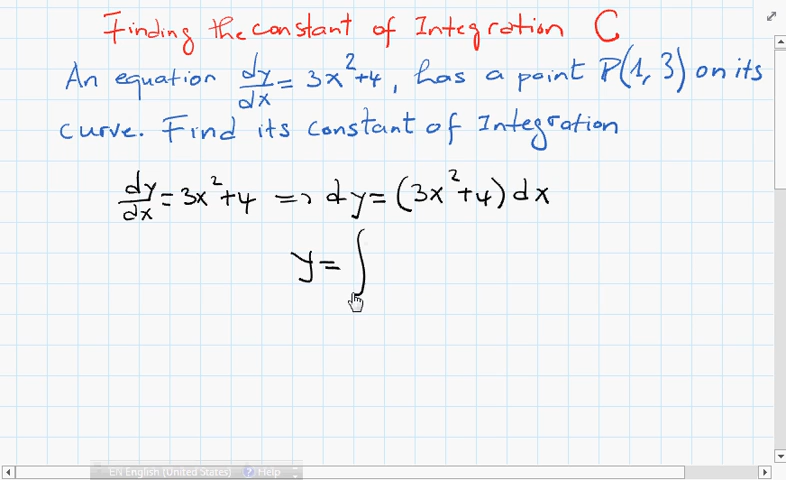 Finding the constant of Integration C
An equation dy/dx = 3x²+4, has a point P(1, 3) on its
curve. Find its constant of Integration
dy/dx = 3x²+4 => dy = (3x²+4) dx
y = ∫
EN English (United States) Help